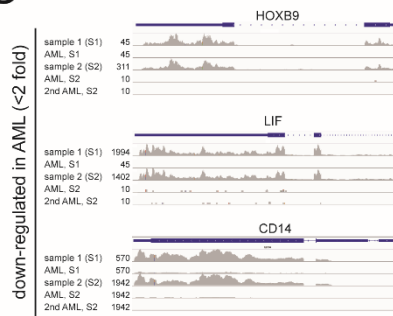 down-regulated in AML (<2 fold)
HOXB9
sample 1 (S1) 45
AML, S1 45
sample 2 (S2) 311
AML, S2 10
2nd AML, S2 10
LIF
sample 1 (S1) 1994
AML, S1 45
sample 2 (S2) 1402
AML, S2 10
2nd AML, S2 10
CD14
sample 1 (S1) 570
AML, S1 570
sample 2 (S2) 1942
AML, S2 1942
2nd AML, S2 1942